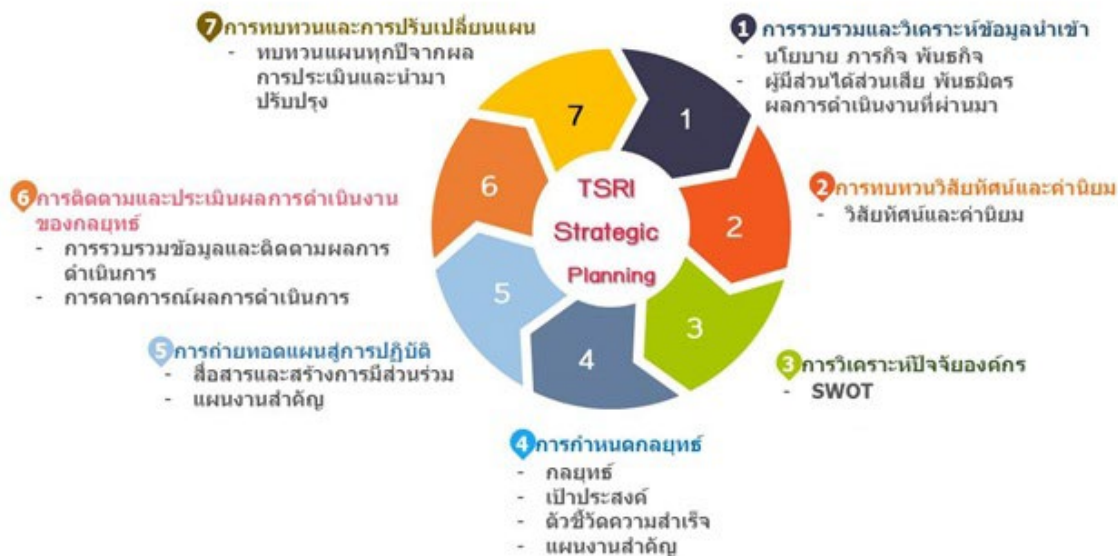 TSRI
Strategic
Planning
1 การรวบรวมและวิเคราะห์ข้อมูลนำเข้า
- นโยบาย ภารกิจ พันธกิจ
- ผู้มีส่วนได้ส่วนเสีย พันธมิตร
ผลการดำเนินงานที่ผ่านมา
2 การทบทวนวิสัยทัศน์และค่านิยม
- วิสัยทัศน์และค่านิยม
3 การวิเคราะห์ปัจจัยองค์กร
- SWOT
4 การกำหนดกลยุทธ์
- กลยุทธ์
- เป้าประสงค์
- ตัวชี้วัดความสำเร็จ
- แผนงานสำคัญ
5 การถ่ายทอดแผนสู่การปฏิบัติ
- สื่อสารและสร้างการมีส่วนร่วม
- แผนงานสำคัญ
6 การติดตามและประเมินผลการดำเนินงาน
ของกลยุทธ์
- การรวบรวมข้อมูลและติดตามผลการ
ดำเนินการ
- การคาดการณ์ผลการดำเนินการ
7 การทบทวนและการปรับเปลี่ยนแผน
- ทบทวนแผนทุกปีจากผล
การประเมินและนำมา
ปรับปรุง
1
2
3
4
5
6
7